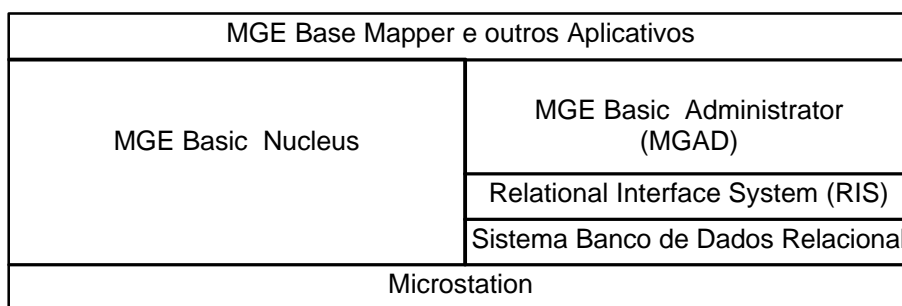 MGE Base Mapper e outros Aplicativos
MGE Basic Nucleus
MGE Basic Administrator
(MGAD)
Relational Interface System (RIS)
Sistema Banco de Dados Relacional
Microstation